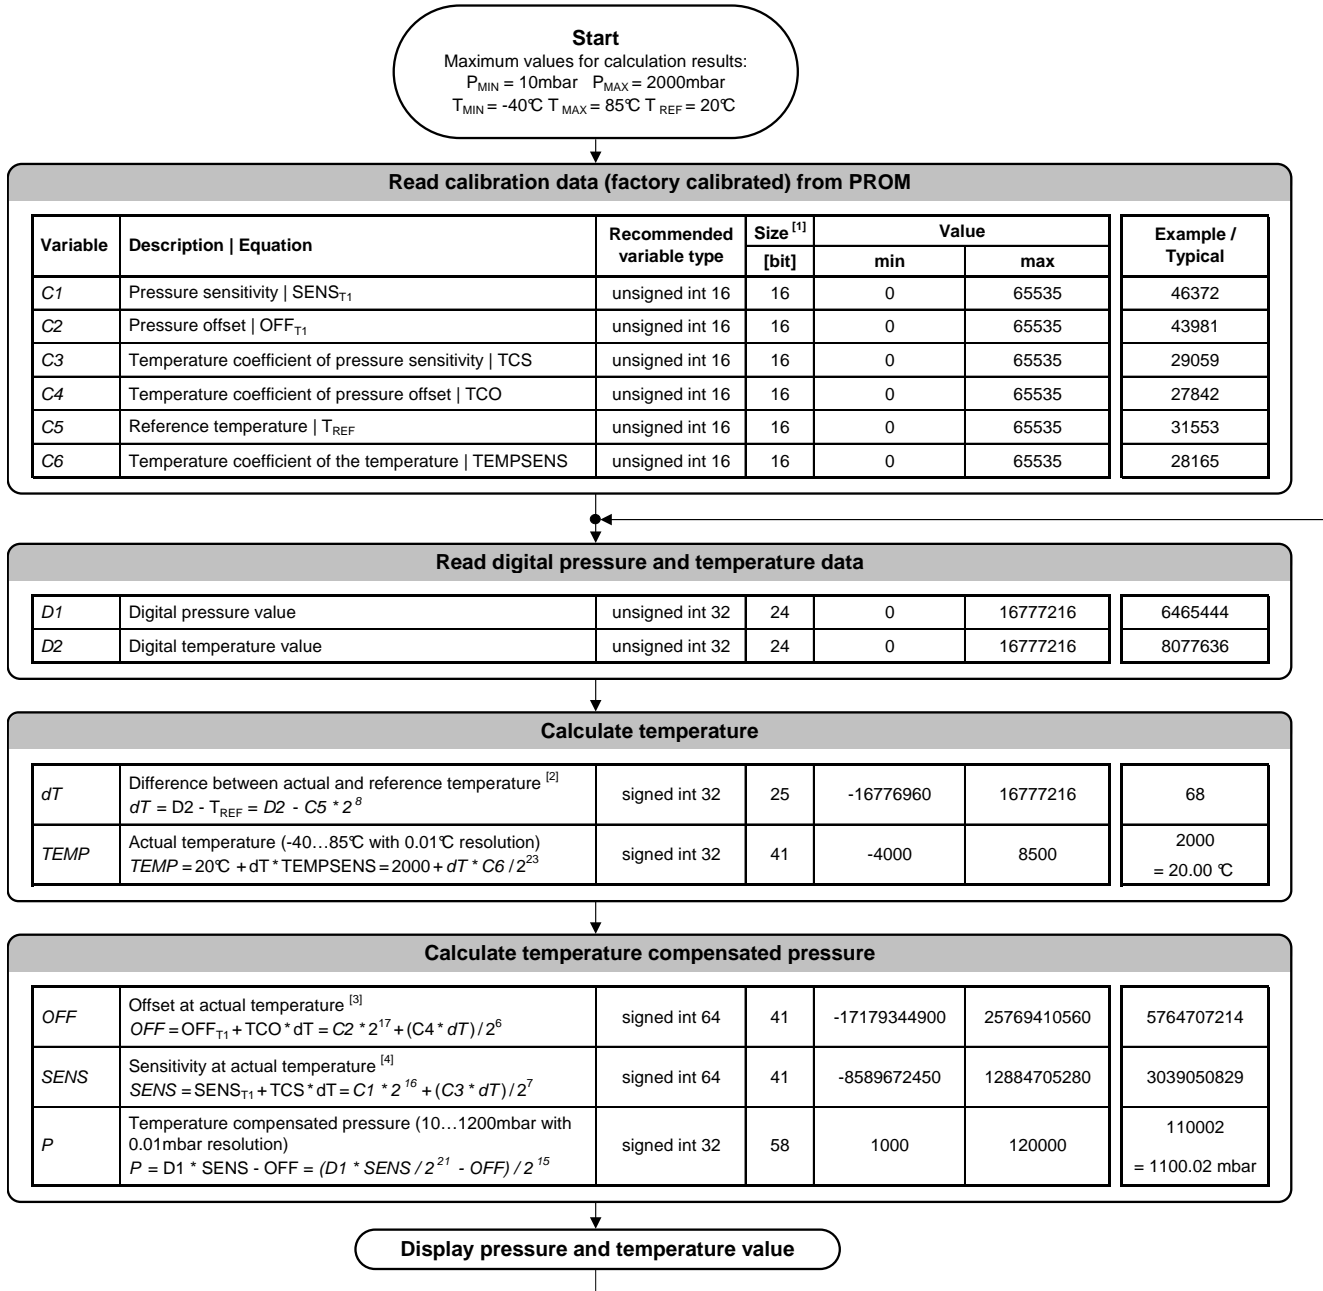 Start
Maximum values for calculation results:
PMIN = 10mbar PMAX = 2000mbar
TMIN = -40°C T MAX = 85°C T REF = 20°C
Read calibration data (factory calibrated) from PROM
Variable Description | Equation Recommended variable type Size [1] [bit] Value min max Example / Typical
C1 Pressure sensitivity | SENST1 unsigned int 16 16 0 65535 46372
C2 Pressure offset | OFFT1 unsigned int 16 16 0 65535 43981
C3 Temperature coefficient of pressure sensitivity | TCS unsigned int 16 16 0 65535 29059
C4 Temperature coefficient of pressure offset | TCO unsigned int 16 16 0 65535 27842
C5 Reference temperature | TREF unsigned int 16 16 0 65535 31553
C6 Temperature coefficient of the temperature | TEMPSENS unsigned int 16 16 0 65535 28165
Read digital pressure and temperature data
D1 Digital pressure value unsigned int 32 24 0 16777216 6465444
D2 Digital temperature value unsigned int 32 24 0 16777216 8077636
Calculate temperature
Difference between actual and reference temperature [2]
dT dT = D2 - TREF = D2 - C5 * 2^8 signed int 32 25 -16776960 16777216 68
Actual temperature (-40…85°C with 0.01°C resolution)
TEMP TEMP = 20°C + dT * TEMPSENS = 2000 + dT * C6 / 2^23 signed int 32 41 -4000 8500 2000
= 20.00 °C
Calculate temperature compensated pressure
Offset at actual temperature [3]
OFF OFF = OFFT1 + TCO * dT = C2 * 2^17 + (C4 * dT) / 2^6 signed int 64 41 -17179344900 25769410560 5764707214
Sensitivity at actual temperature [4]
SENS SENS = SENST1 + TCS * dT = C1 * 2^16 + (C3 * dT) / 2^7 signed int 64 41 -8589672450 12884705280 3039050829
Temperature compensated pressure (10…1200mbar with
0.01mbar resolution)
P P = D1 * SENS - OFF = (D1 * SENS / 2^21 - OFF) / 2^15 signed int 32 58 1000 120000 110002
= 1100.02 mbar
Display pressure and temperature value